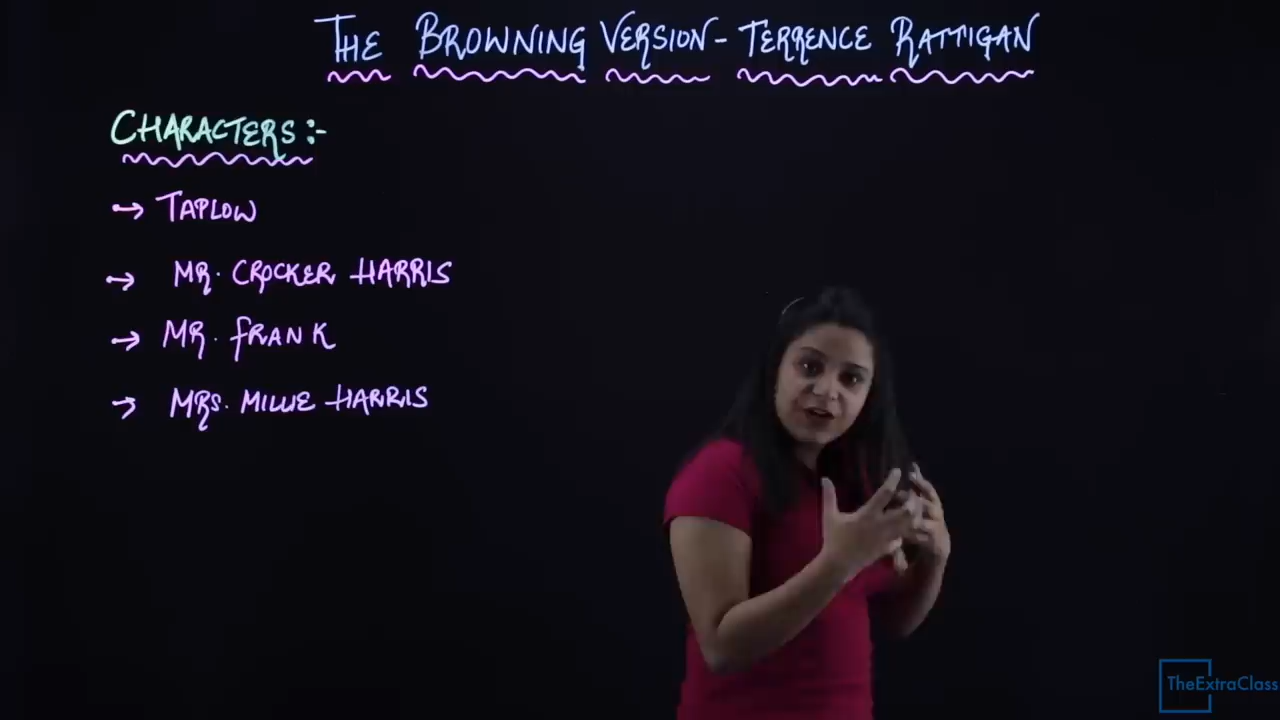 THE BROWNING VERSION - TERRENCE RATTIGAN
CHARACTERS :-
→ TAPLOW
→ MR. CROCKER HARRIS
→ MR. FRANK
→ MRS. MILLIE HARRIS
TheExtraClass